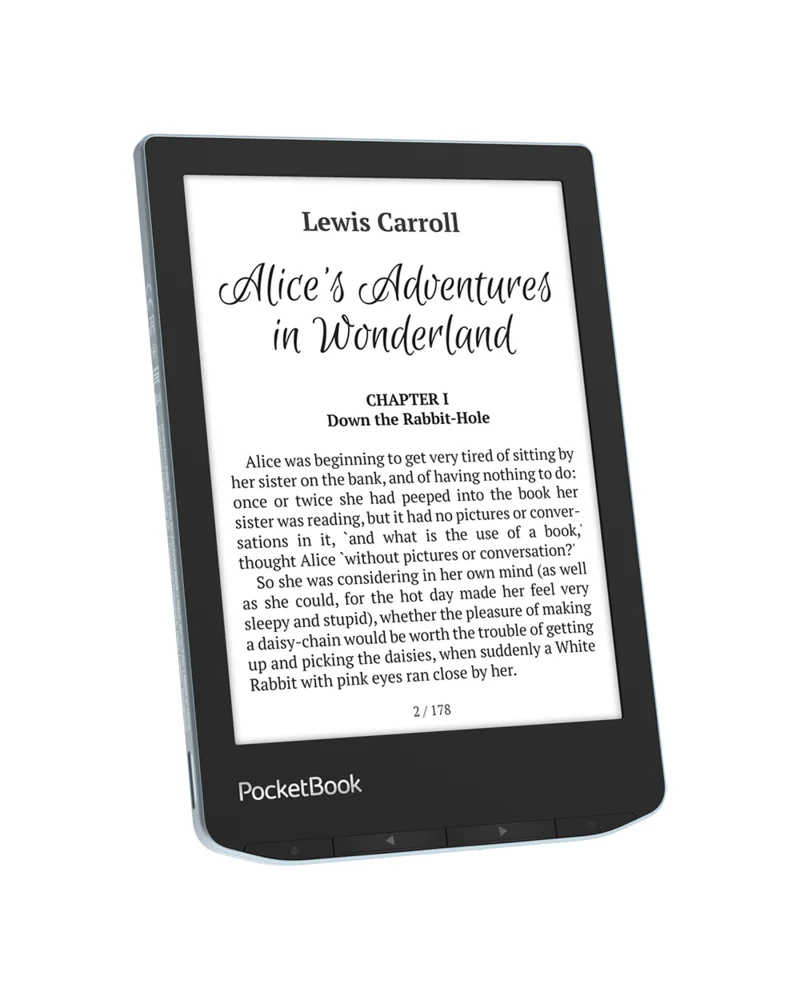 Lewis Carroll
Alice's Adventures
in Wonderland
CHAPTER I
Down the Rabbit-Hole
Alice was beginning to get very tired of sitting by
her sister on the bank, and of having nothing to do:
once or twice she had peeped into the book her
sister was reading, but it had no pictures or conver-
sations in it, `and what is the use of a book,'
thought Alice `without pictures or conversation?'
So she was considering in her own mind (as well
as she could, for the hot day made her feel very
sleepy and stupid), whether the pleasure of making
a daisy-chain would be worth the trouble of getting
up and picking the daisies, when suddenly a White
Rabbit with pink eyes ran close by her.
2 / 178
PocketBook